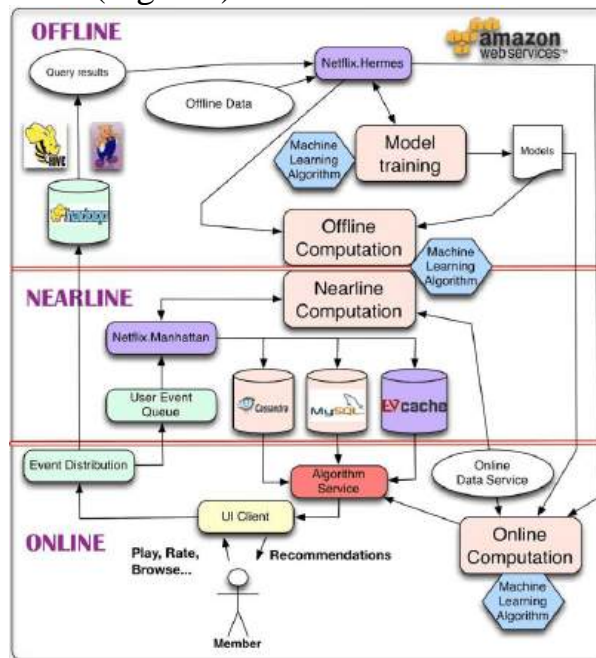 OFFLINE
amazon
web services™
Query results
Netflix.Hermes
Offline Data
HIVE
Machine
Learning
Algorithm
Model
training
Models
hadoop
Offline
Computation
Machine
Learning
Algorithm
NEARLINE
Nearline
Computation
Netflix.Manhattan
User Event
Queue
Cassandra
MySQL
EVcache
Event Distribution
Algorithm
Service
Online
Data Service
UI Client
ONLINE
Play, Rate,
Browse...
Recommendations
Online
Computation
Machine
Learning
Algorithm
Member